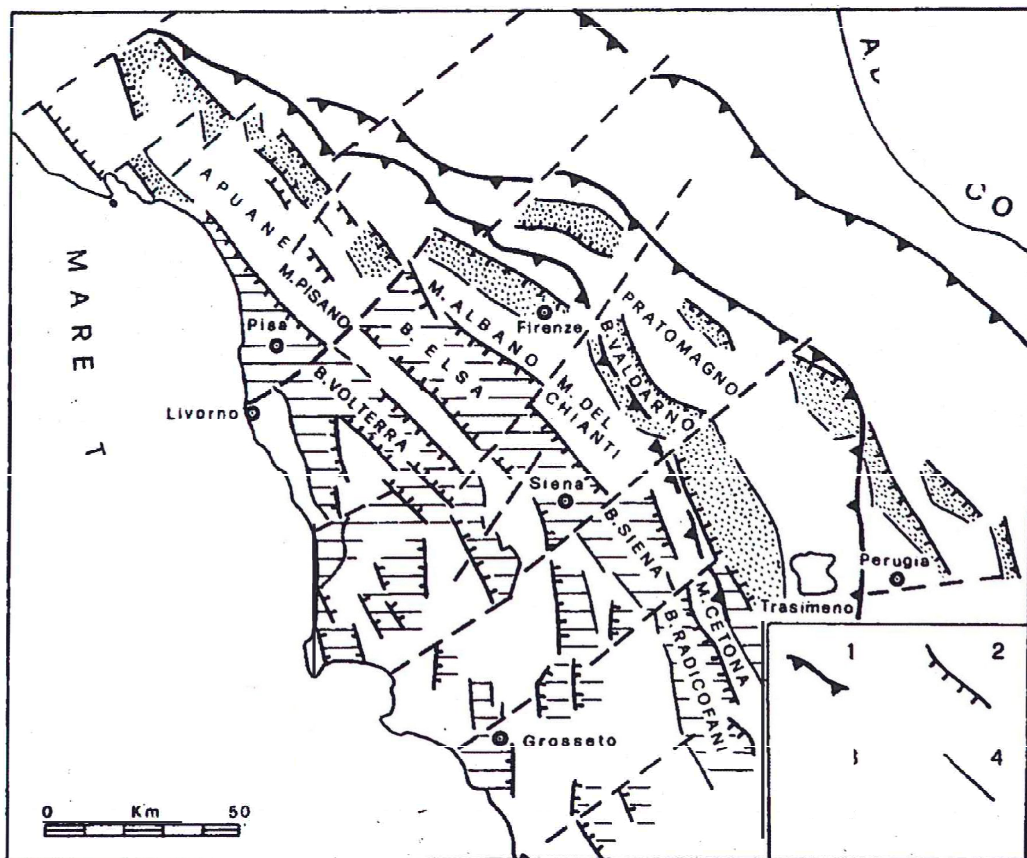 AD
CO
MARE T
APUANE
M. PISANO
Pisa
Livorno
B. VOLTERRA
B. ELSA
M. ALBANO
Firenze
M. DEL
CHIANTI
B. VALDARNO
PRATOMAGNO
Siena
B. SIENA
M. CETONA
B. RADICOFANI
Trasimeno
Perugia
Grosseto
1
2
4
0 Km 50